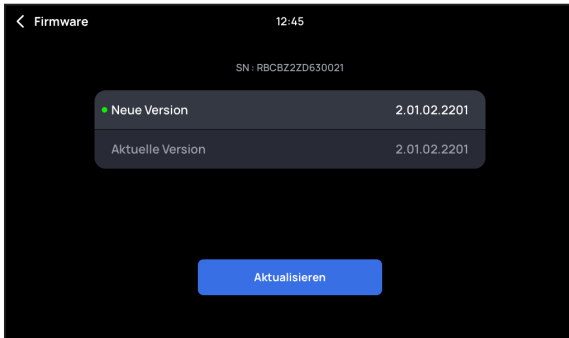 Firmware 12:45
SN : RBCBZ2ZD630021
Neue Version 2.01.02.2201
Aktuelle Version 2.01.02.2201
Aktualisieren